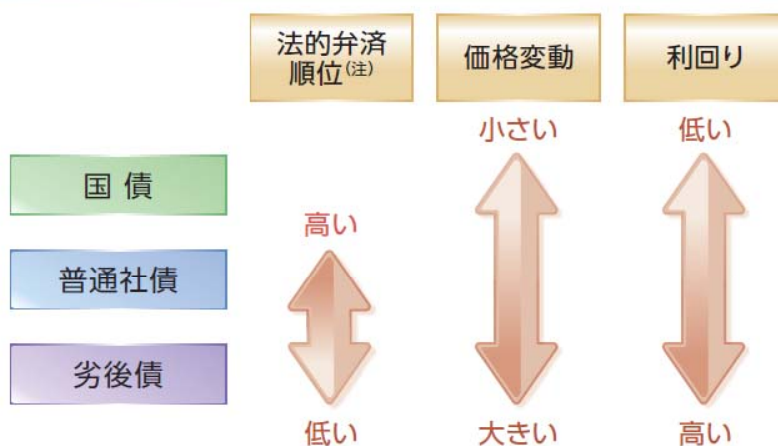 法的弁済
順位(注)
価格変動
利回り
小さい
低い
国債
高い
普通社債
劣後債
低い
大きい
高い